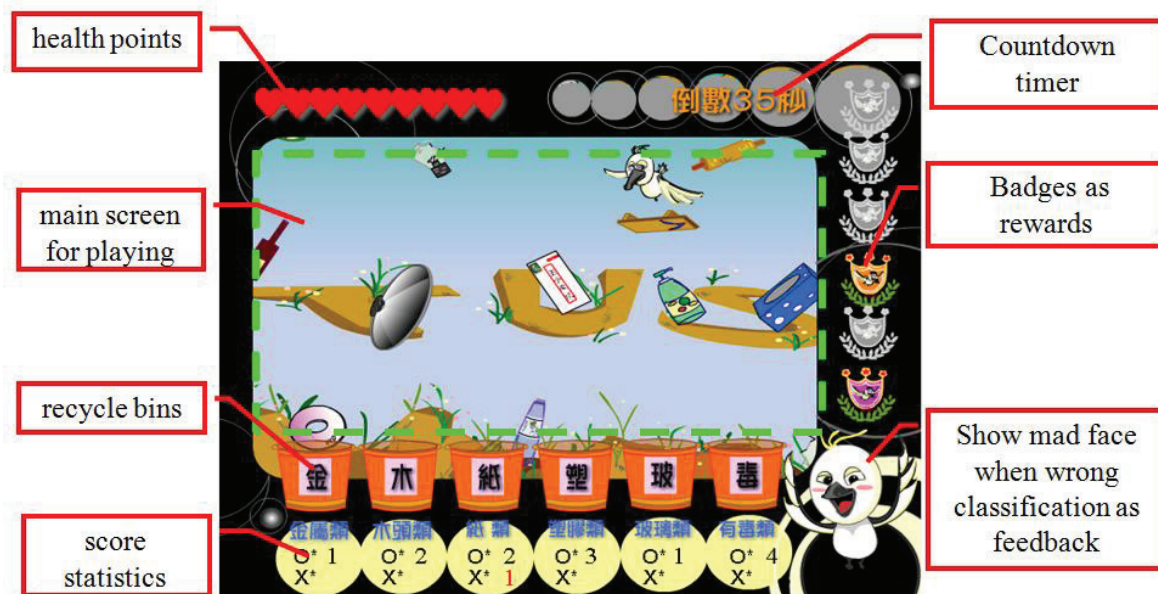 health points
Countdown
timer
倒數35秒
main screen
for playing
Badges as
rewards
recycle bins
金 木 紙 塑 玻 毒
Show mad face
when wrong
classification as
feedback
score
statistics
金屬類 木頭類 紙 類 塑膠類 玻璃類 有毒類
O* 1 O* 2 O* 2 O* 3 O* 1 O* 4
X* X* X* 1 X* X* X*